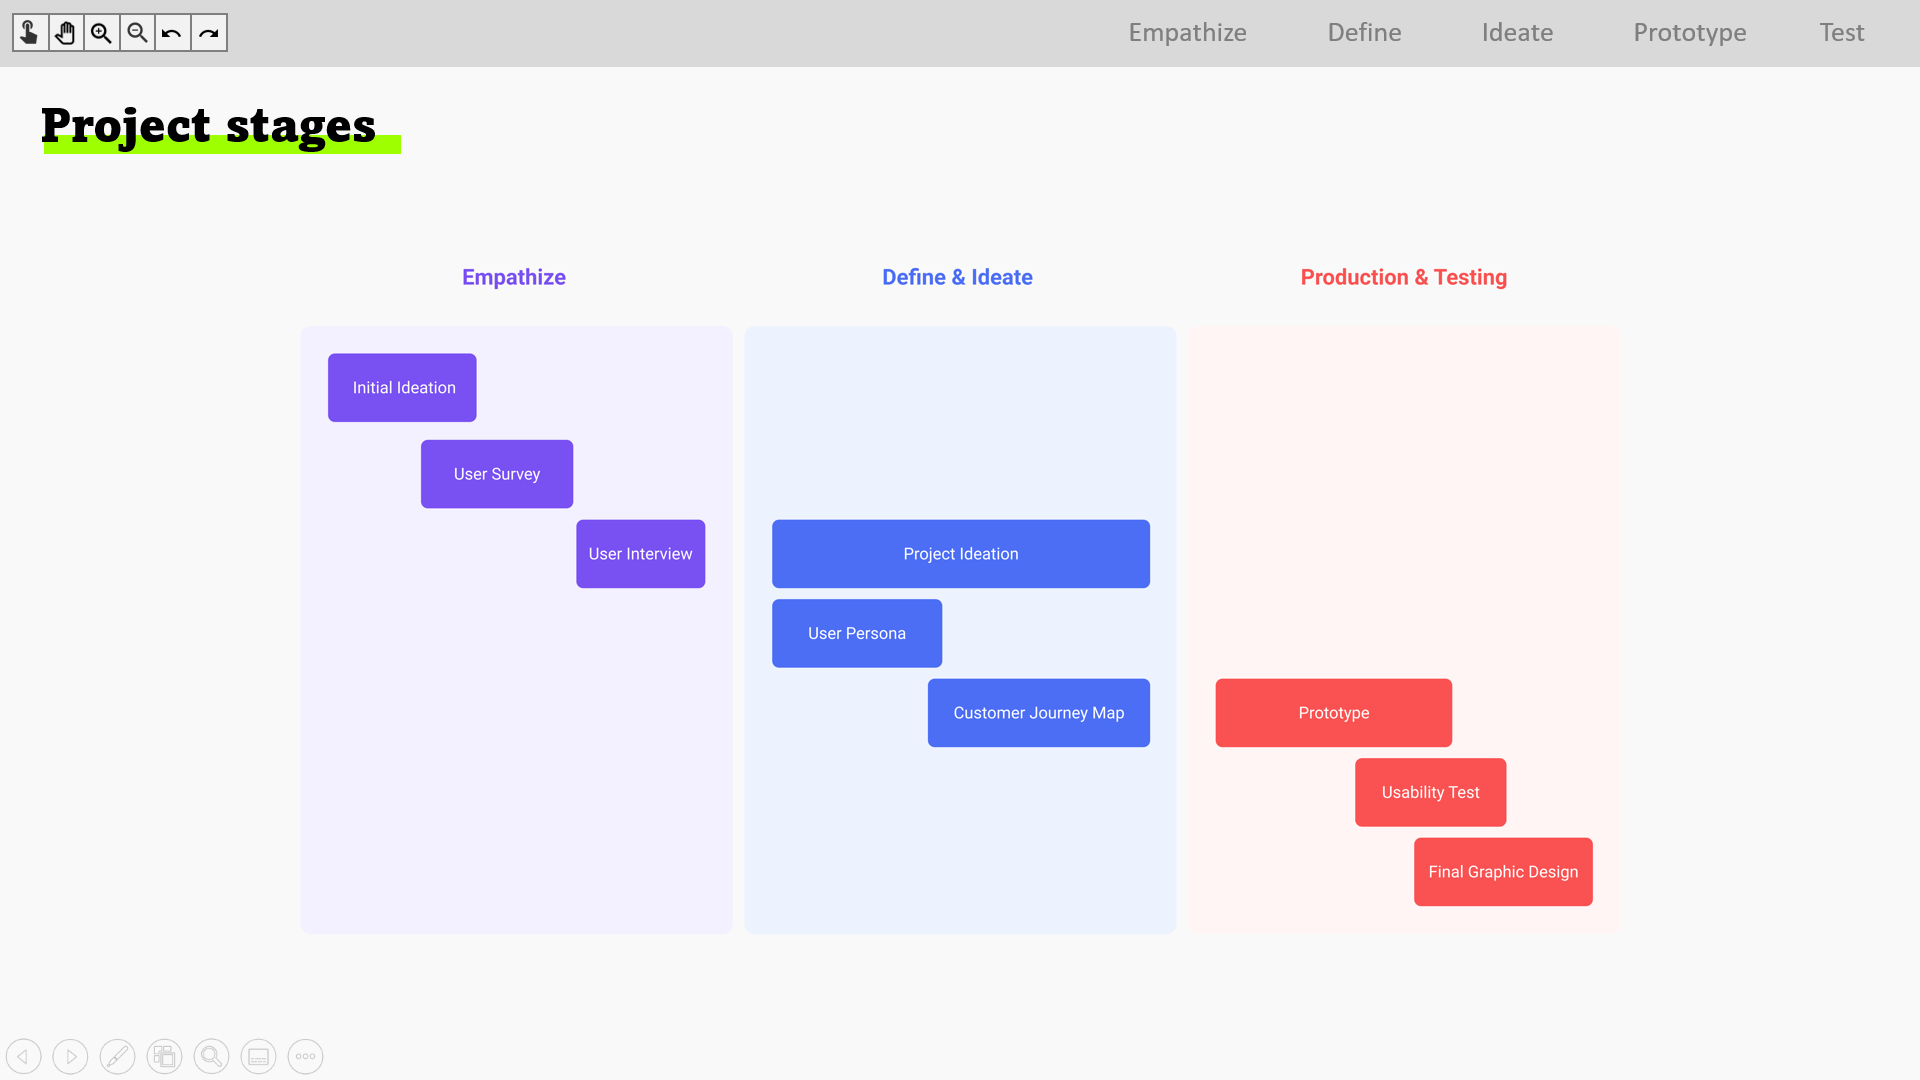 Empathize Define Ideate Prototype Test
Project stages
Empathize
Initial Ideation
User Survey
User Interview
Define & Ideate
Project Ideation
User Persona
Customer Journey Map
Production & Testing
Prototype
Usability Test
Final Graphic Design